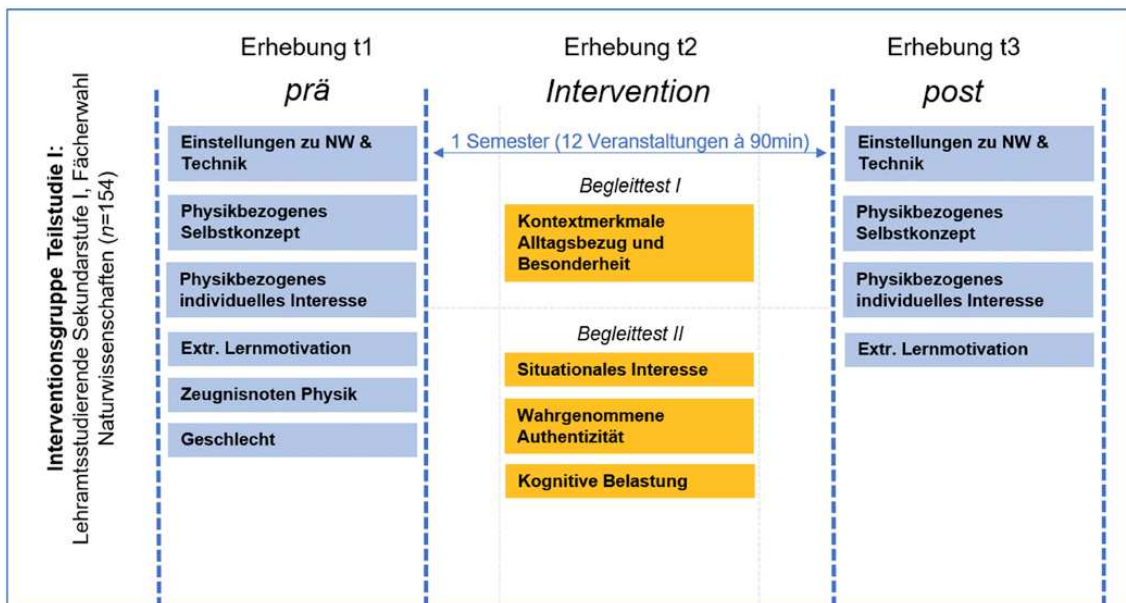 Interventionsgruppe Teilstudie I:
Lehramtsstudierende Sekundarstufe I, Fächerwahl
Naturwissenschaften (n=154)
Erhebung t1
prä
Einstellungen zu NW &
Technik
Physikbezogenes
Selbstkonzept
Physikbezogenes
individuelles Interesse
Extr. Lernmotivation
Zeugnisnoten Physik
Geschlecht
Erhebung t2
Intervention
1 Semester (12 Veranstaltungen à 90min)
Begleittest I
Kontextmerkmale
Alltagsbezug und
Besonderheit
Begleittest II
Situationales Interesse
Wahrgenommene
Authentizität
Kognitive Belastung
Erhebung t3
post
Einstellungen zu NW &
Technik
Physikbezogenes
Selbstkonzept
Physikbezogenes
individuelles Interesse
Extr. Lernmotivation